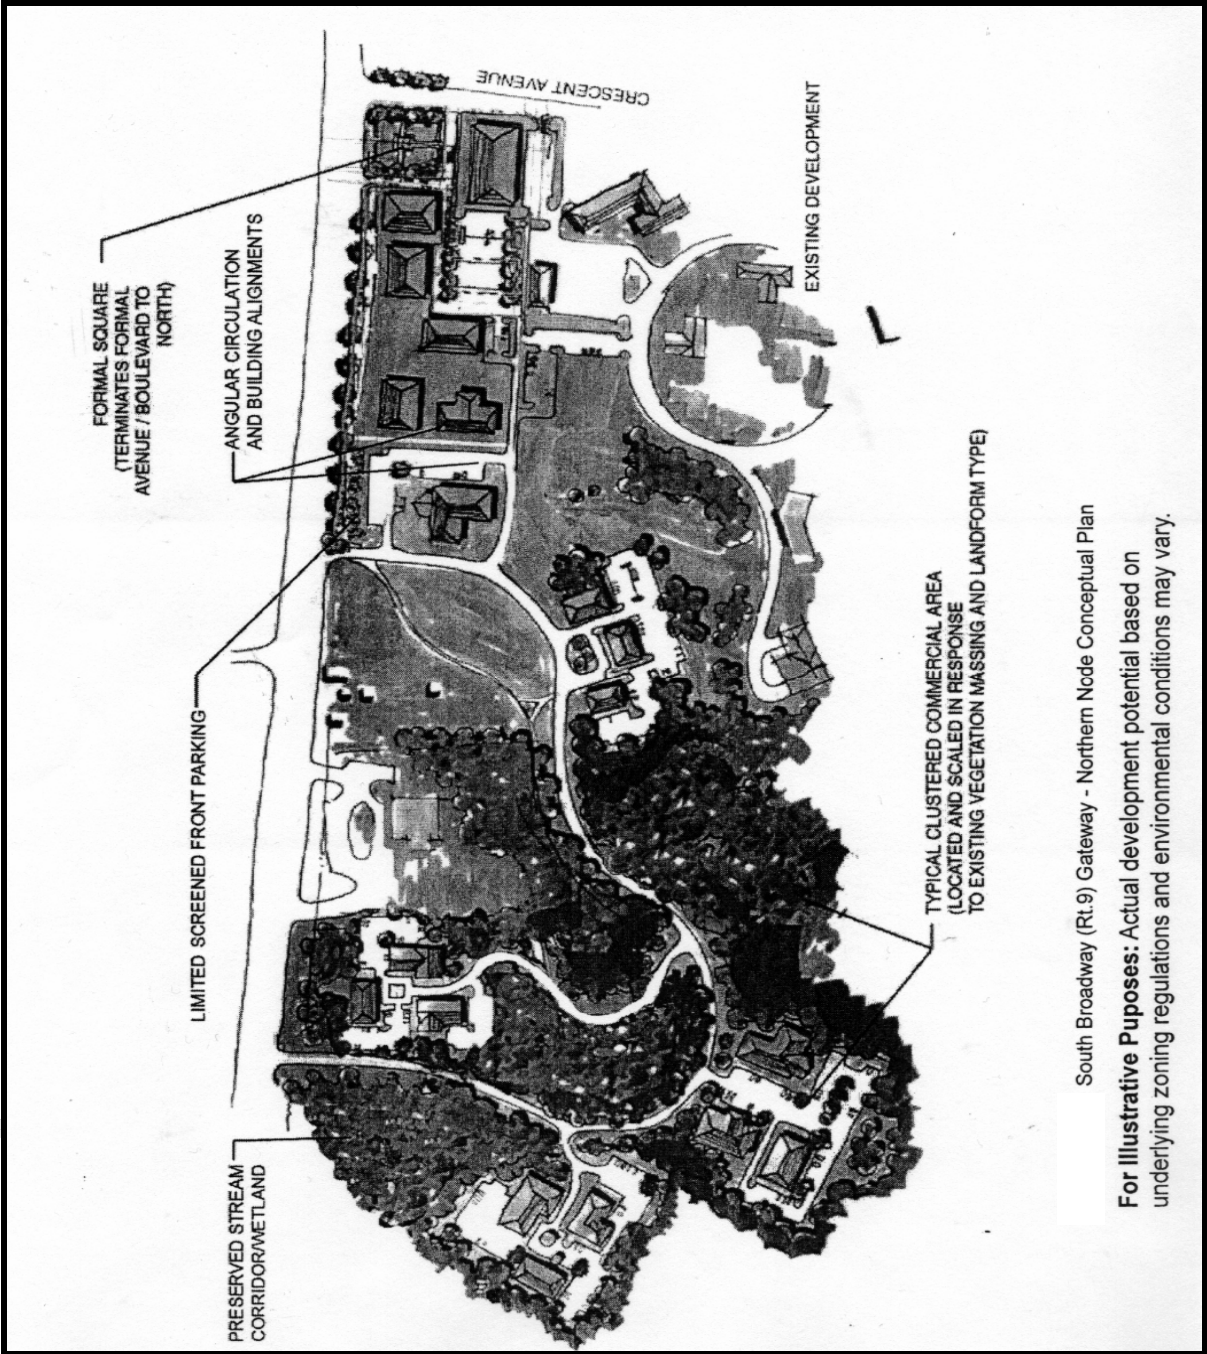 FORMAL SQUARE
(TERMINATES FORMAL
AVENUE / BOULEVARD TO
NORTH)
ANGULAR CIRCULATION
AND BUILDING ALIGNMENTS
LIMITED SCREENED FRONT PARKING
PRESERVED STREAM
CORRIDOR/WETLAND
CRESCENT AVENUE
EXISTING DEVELOPMENT
TYPICAL CLUSTERED COMMERCIAL AREA
(LOCATED AND SCALED IN RESPONSE
TO EXISTING VEGETATION MASSING AND LANDFORM TYPE)
South Broadway (Rt.9) Gateway - Northern Node Conceptual Plan
For Illustrative Puposes: Actual development potential based on
underlying zoning regulations and environmental conditions may vary.